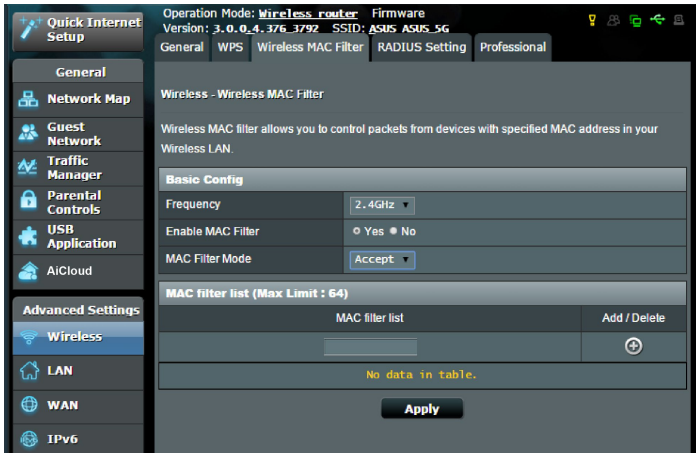 Quick Internet
Setup
General
Network Map
Guest
Network
Traffic
Manager
Parental
Controls
USB
Application
AiCloud
Advanced Settings
Wireless
LAN
WAN
IPv6
Operation Mode: Wireless router Firmware
Version: 3.0.0.4.376_3792 SSID: ASUS ASUS_5G
General WPS Wireless MAC Filter RADIUS Setting Professional
Wireless - Wireless MAC Filter
Wireless MAC filter allows you to control packets from devices with specified MAC address in your
Wireless LAN.
Basic Config
Frequency 2.4GHz
Enable MAC Filter Yes No
MAC Filter Mode Accept
MAC filter list (Max Limit : 64)
MAC filter list Add / Delete
No data in table.
Apply